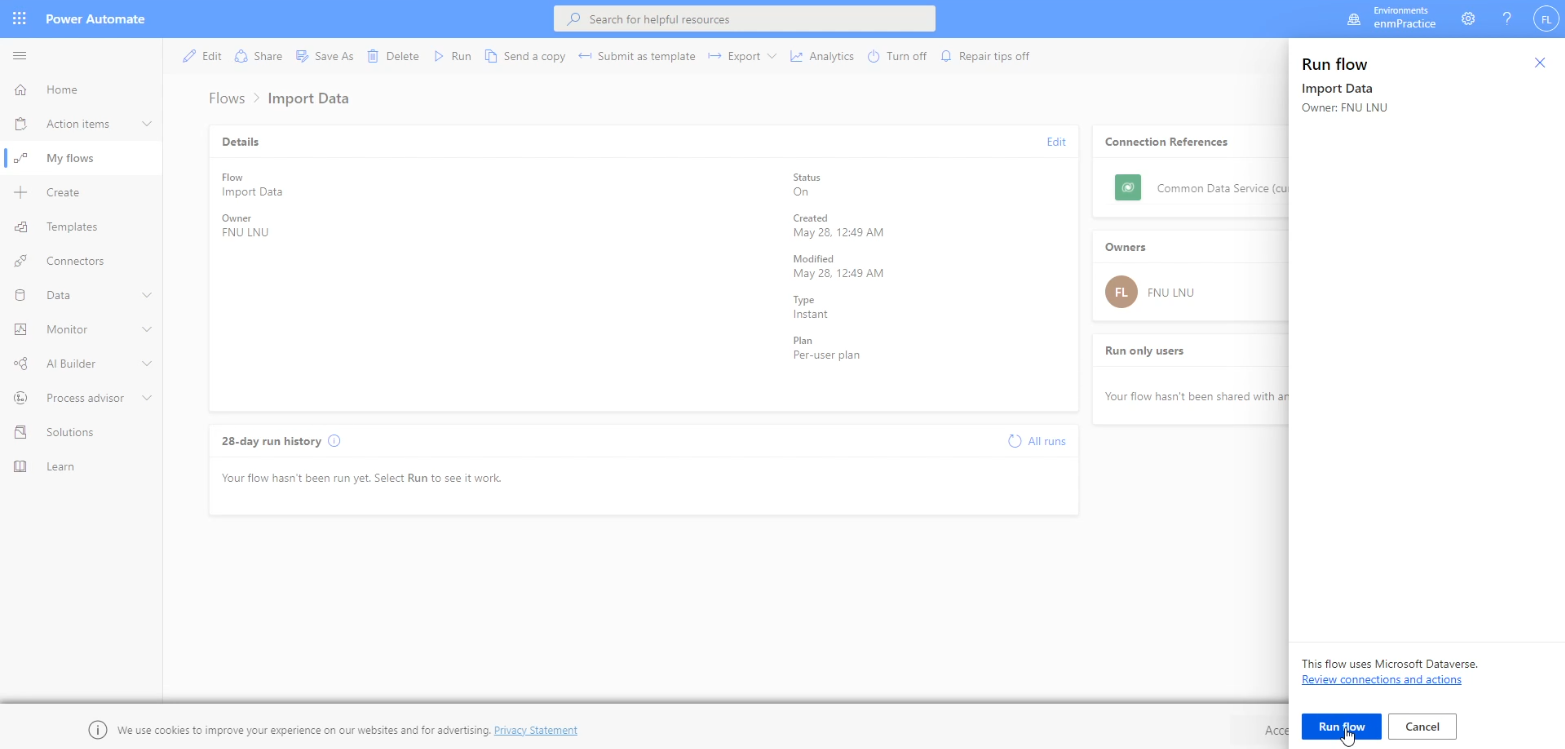 Power Automate
Search for helpful resources
Environments
enmPractice
?
FL
Edit
Share
Save As
Delete
Run
Send a copy
Submit as template
Export
Analytics
Turn off
Repair tips off
Home
Action items
My flows
Create
Templates
Connectors
Data
Monitor
AI Builder
Process advisor
Solutions
Learn
Flows > Import Data
Details
Edit
Flow
Import Data
Owner
FNU LNU
Status
On
Created
May 28, 12:49 AM
Modified
May 28, 12:49 AM
Type
Instant
Plan
Per-user plan
28-day run history
All runs
Your flow hasn't been run yet. Select Run to see it work.
Connection References
Common Data Service (cu
Owners
FL
FNU LNU
Run only users
Your flow hasn't been shared with an
Run flow
Import Data
Owner: FNU LNU
This flow uses Microsoft Dataverse.
Review connections and actions
Run flow
Cancel
We use cookies to improve your experience on our websites and for advertising. Privacy Statement
Acce